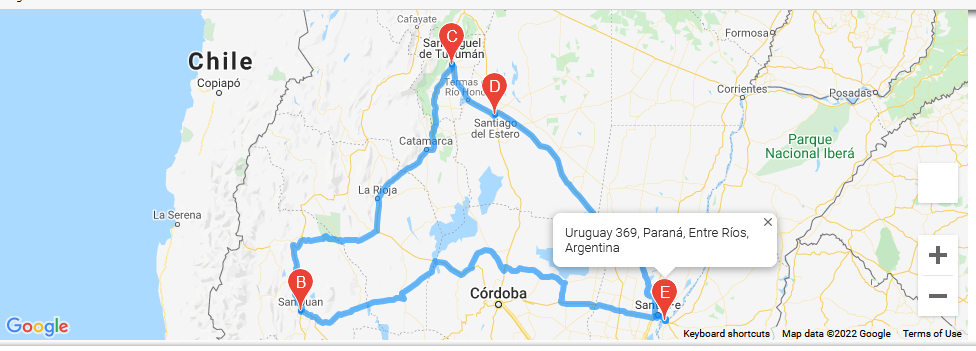 Cafayate
Formosa
C
San Miguel
de Tucumán
Chile
Copiapó
D
Termas
Río Hondo
Corrientes
Posadas
Santiago
del Estero
Catamarca
Parque
Nacional Iberá
La Rioja
La Serena
Uruguay 369, Paraná, Entre Ríos,
Argentina
B
E
San Juan
Córdoba
Santa Fe
Google
Keyboard shortcuts
Map data ©2022 Google
Terms of Use